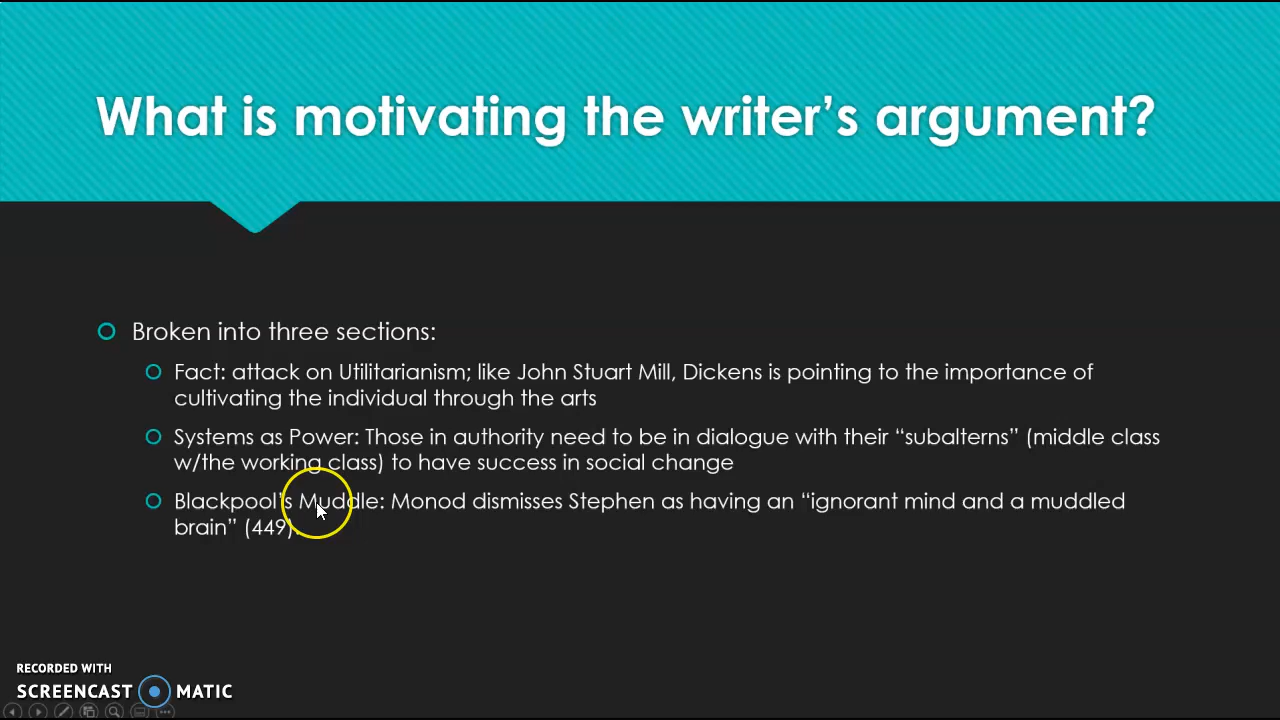 What is motivating the writer’s argument?
Broken into three sections:
Fact: attack on Utilitarianism; like John Stuart Mill, Dickens is pointing to the importance of
cultivating the individual through the arts
Systems as Power: Those in authority need to be in dialogue with their “subalterns” (middle class
w/the working class) to have success in social change
Blackpool’s Muddle: Monod dismisses Stephen as having an “ignorant mind and a muddled
brain” (449).
RECORDED WITH
SCREENCAST MATIC